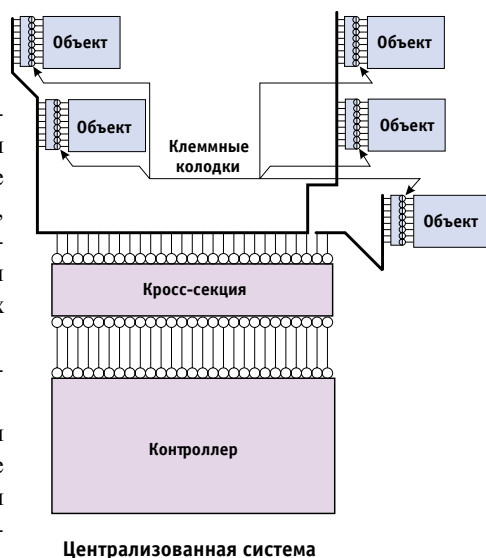 Объект
Объект
Объект
Объект
Клеммные
колодки
Объект
Кросс-секция
Контроллер
Централизованная система